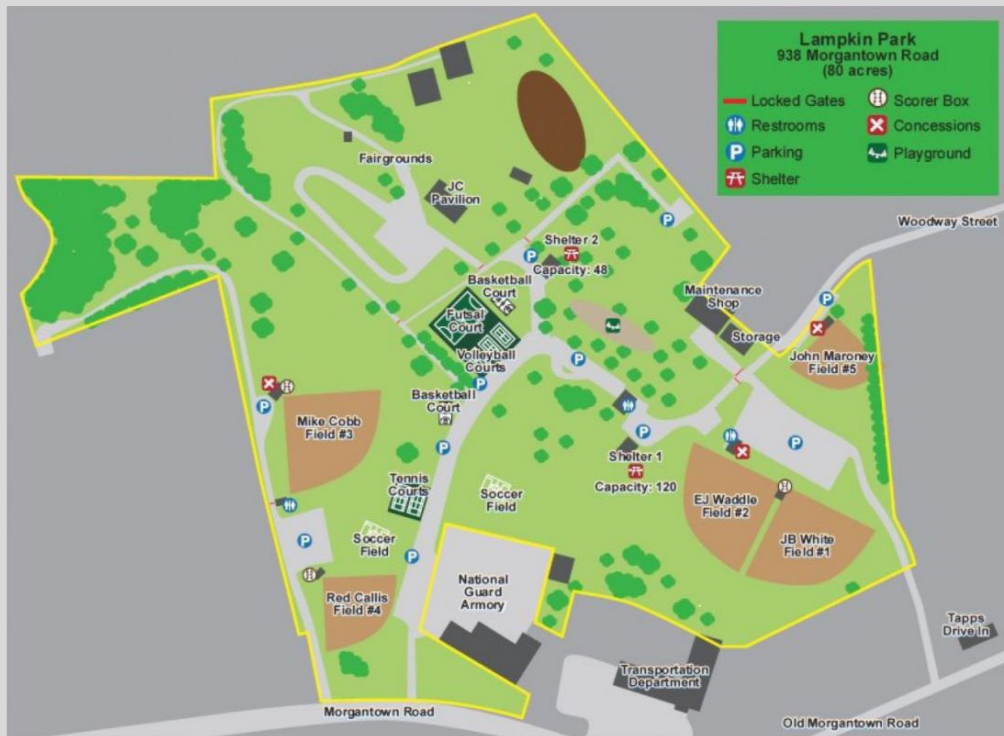 Lampkin Park
938 Morgantown Road
(80 acres)
Locked Gates
Scorer Box
Restrooms
Concessions
P
Parking
Playground
Shelter
Fairgrounds
JC
Pavilion
P
Woodway Street
Shelter 2
P
Capacity: 48
Basketball
Court
Maintenance
Shop
P
Futsal
Court
Storage
Volleyball
Courts
P
John Maroney
Field #5
P
Basketball
Court
P
Mike Cobb
Field #3
P
P
P
Shelter 1
Capacity: 120
Tennis
Courts
Soccer
Field
EJ Waddle
Field #2
JB White
Field #1
P
Soccer
Field
P
National
Guard
Armory
Red Callis
Field #4
Tapps
Drive In
Transportation
Department
Morgantown Road
Old Morgantown Road